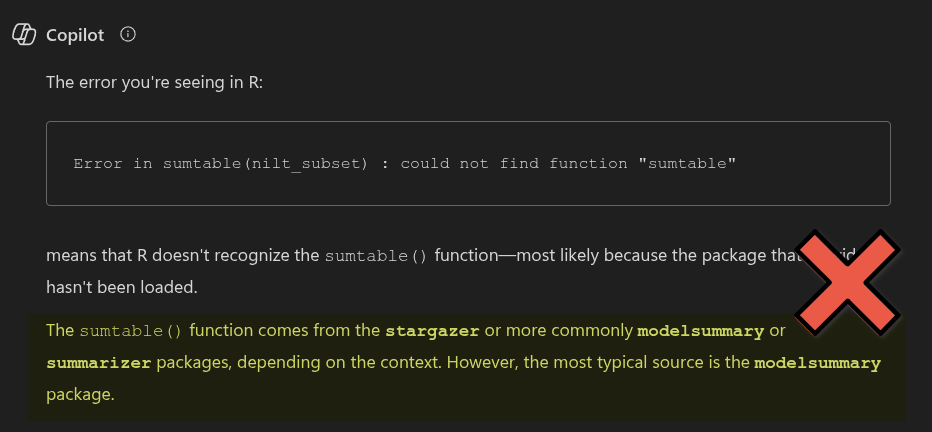 Copilot
The error you're seeing in R:
Error in sumtable(nilt_subset) : could not find function "sumtable"
means that R doesn't recognize the sumtable() function—most likely because the package that
hasn't been loaded.
The sumtable() function comes from the stargazer or more commonly modelsummary or
summarizer packages, depending on the context. However, the most typical source is the modelsummary
package.